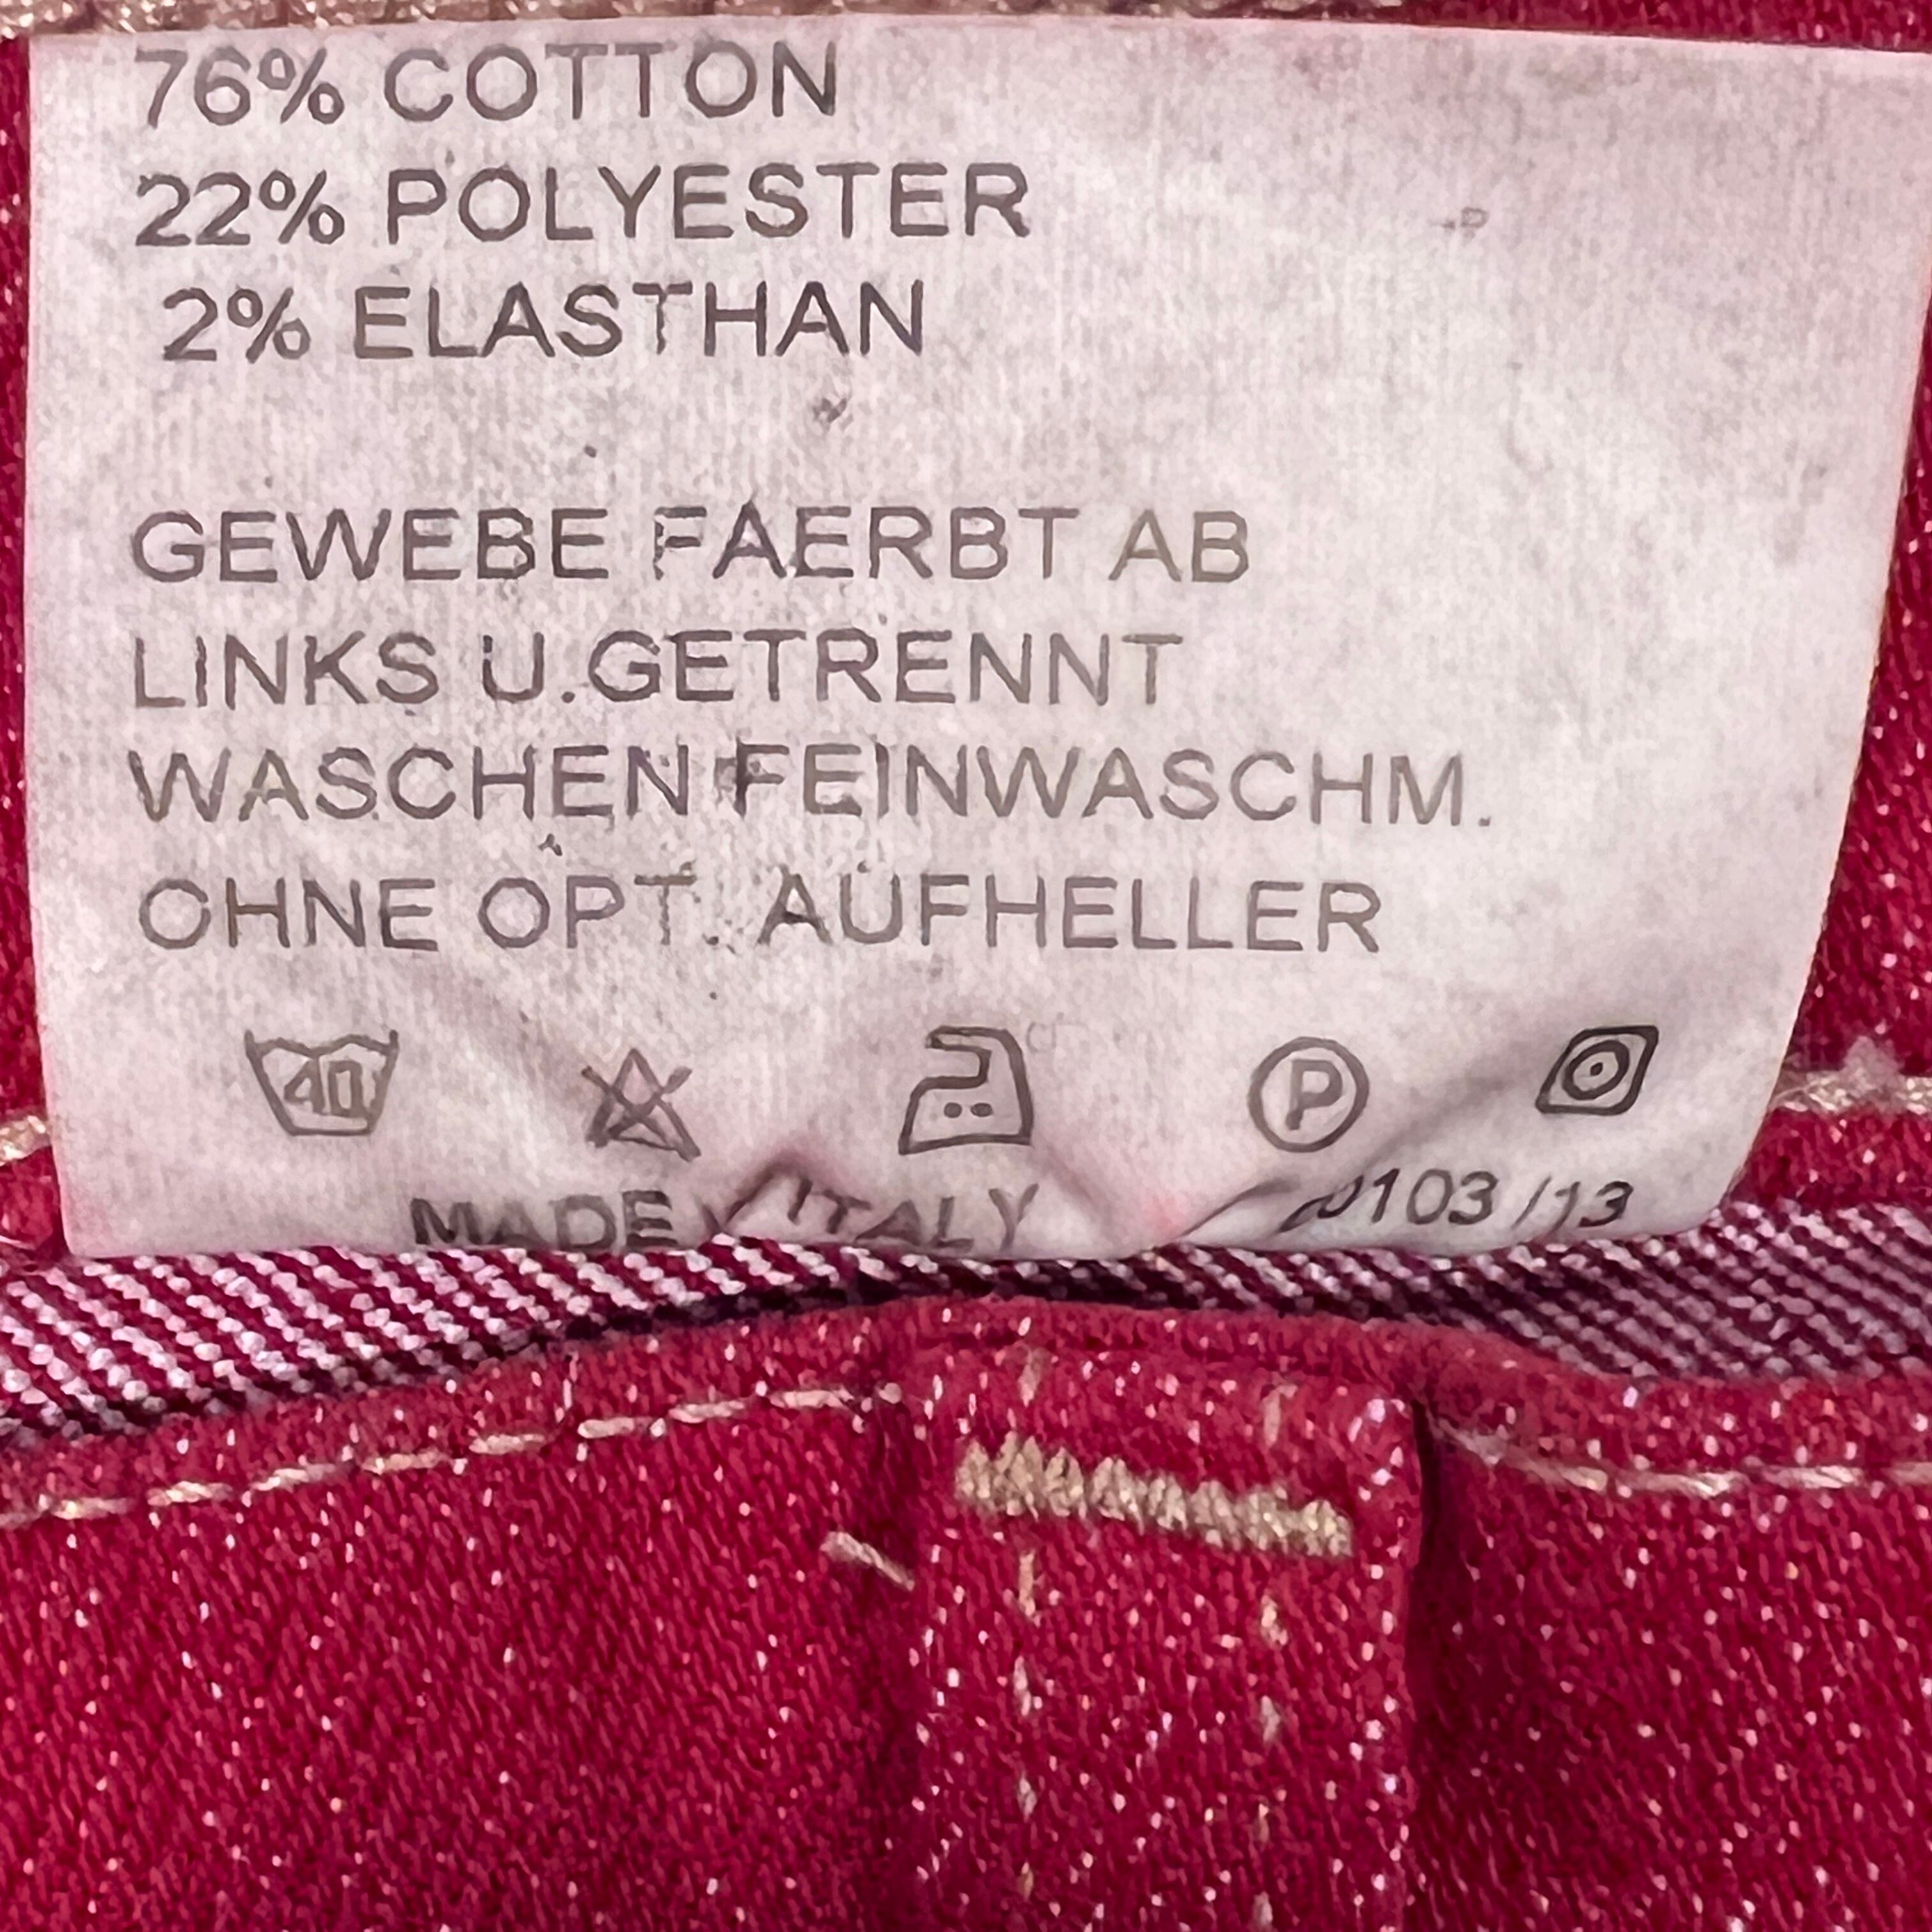 76% COTTON
22% POLYESTER
2% ELASTHAN
GEWEBE FAERBT AB
LINKS U.GETRENNT
WASCHEN FEINWASCHM.
OHNE OPT. AUFHELLER
40
P
MADE ITALY /13